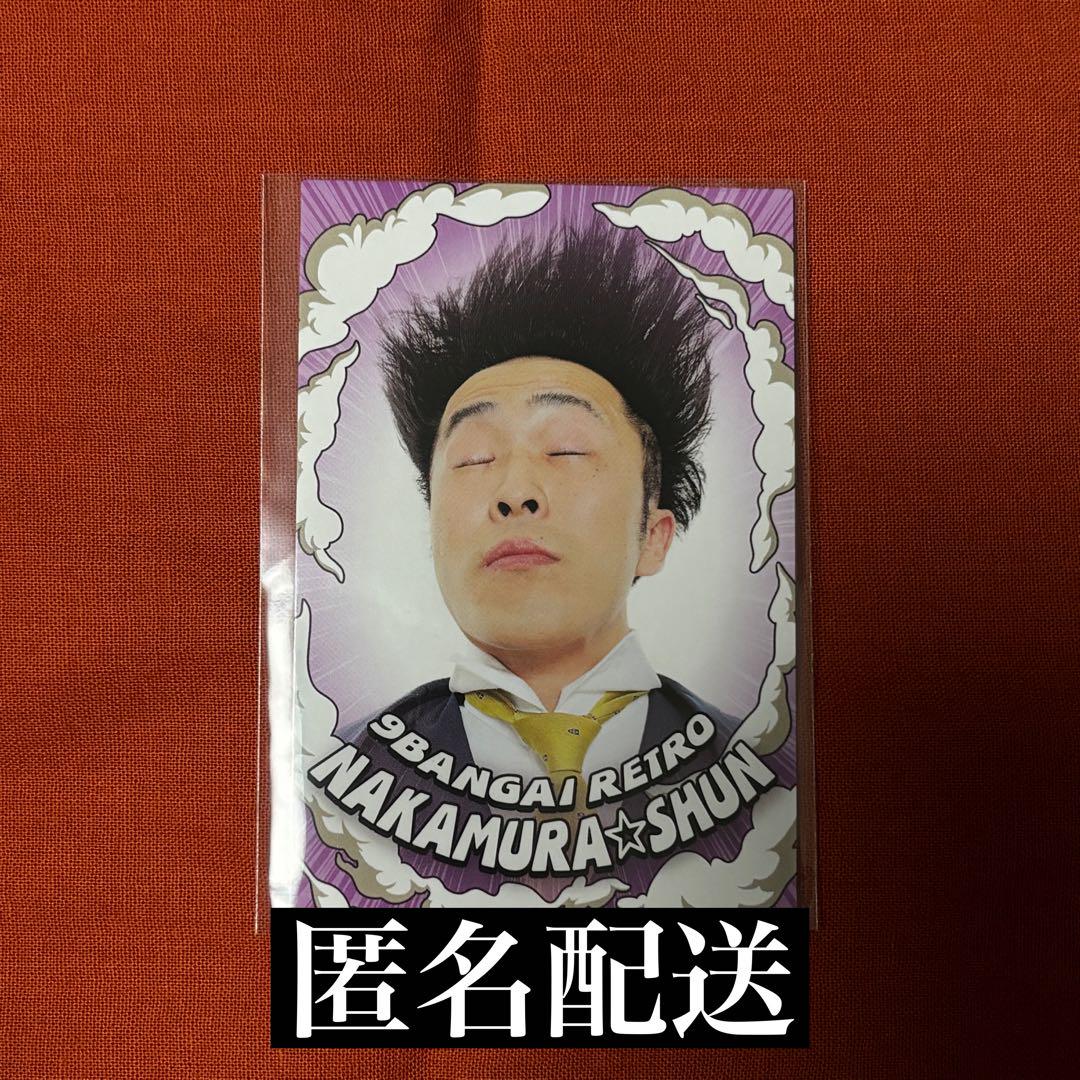 9BANGAI RETRO
NAKAMURA☆SHUN
匿名配送